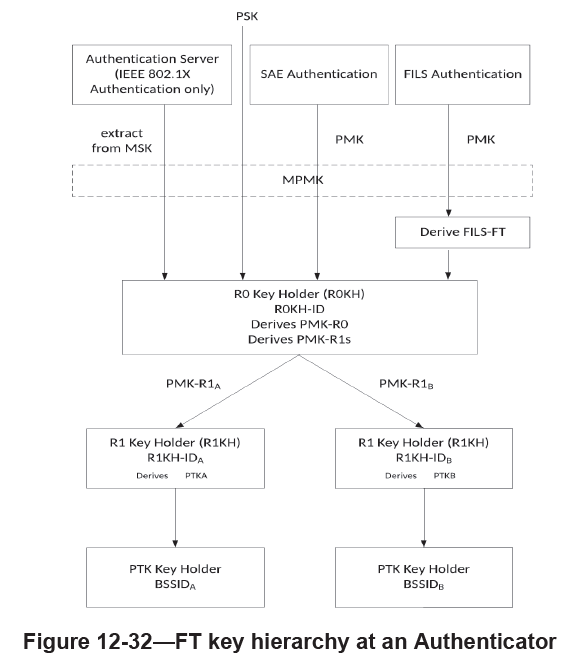 PSK
Authentication Server
(IEEE 802.1X
Authentication only)
SAE Authentication
FILS Authentication
extract
from MSK
PMK
PMK
MPMK
Derive FILS-FT
R0 Key Holder (R0KH)
R0KH-ID
Derives PMK-R0
Derives PMK-R1s
PMK-R1A
PMK-R1B
R1 Key Holder (R1KH)
R1KH-IDA
Derives PTKA
R1 Key Holder (R1KH)
R1KH-IDB
Derives PTKB
PTK Key Holder
BSSIDA
PTK Key Holder
BSSIDB
Figure 12-32—FT key hierarchy at an Authenticator